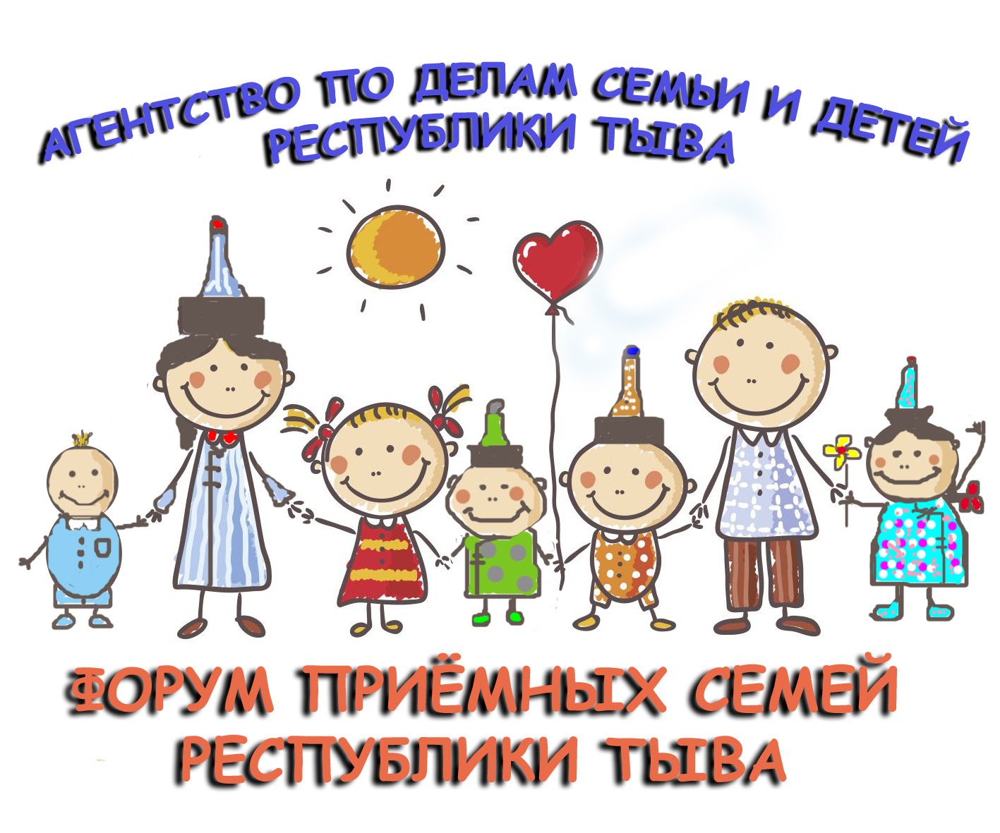 АГЕНТСТВО ПО ДЕЛАМ СЕМЬИ И ДЕТЕЙ
РЕСПУБЛИКИ ТЫВА
ФОРУМ ПРИЁМНЫХ СЕМЕЙ
РЕСПУБЛИКИ ТЫВА